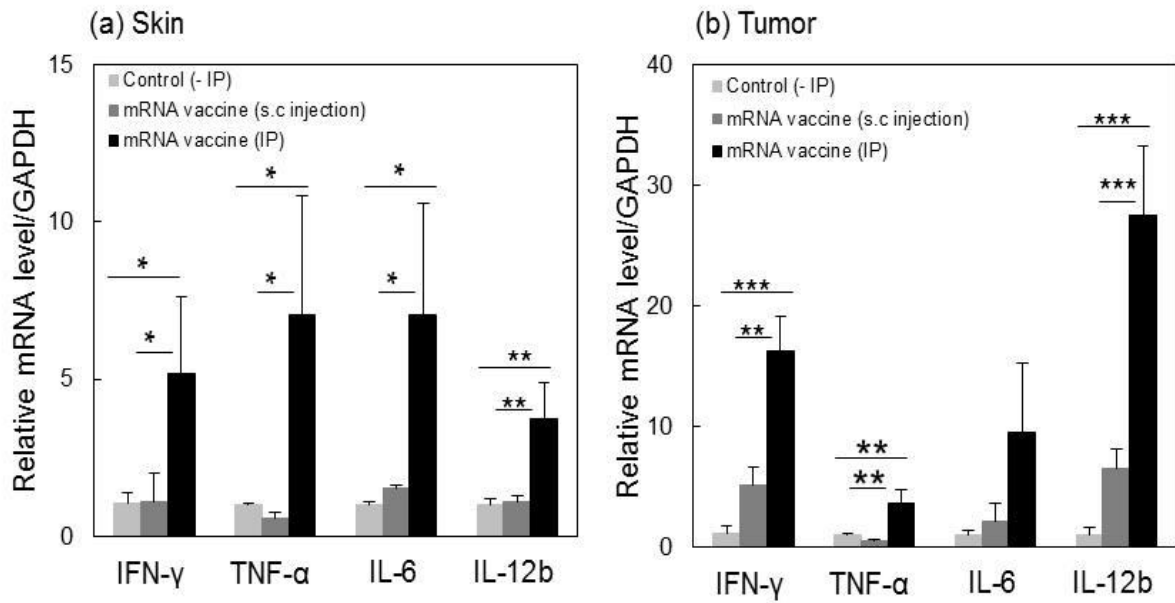 (a) Skin
15
10
5
0
Relative mRNA level/GAPDH
Control (- IP)
mRNA vaccine (s.c injection)
mRNA vaccine (IP)
*
*
*
*
*
*
**
**
IFN-γ
TNF-α
IL-6
IL-12b
(b) Tumor
40
30
20
10
0
Relative mRNA level/GAPDH
Control (- IP)
mRNA vaccine (s.c injection)
mRNA vaccine (IP)
***
**
**
**
***
***
IFN-γ
TNF-α
IL-6
IL-12b